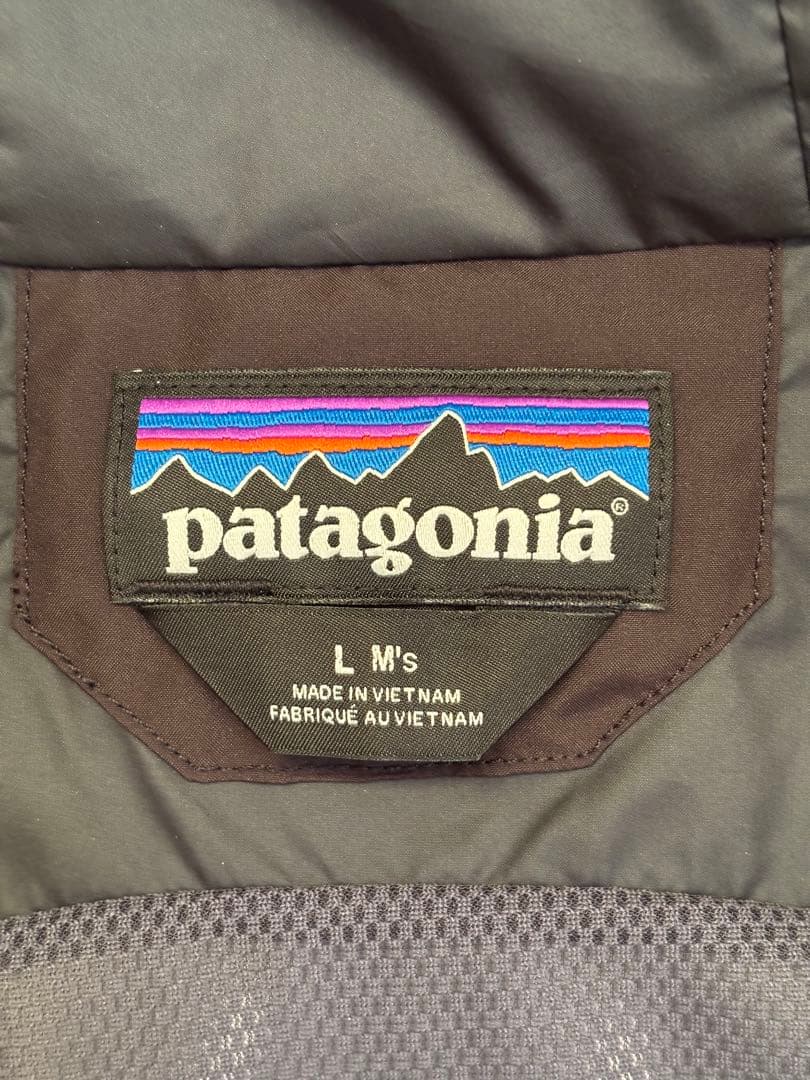 patagonia®
L M's
MADE IN VIETNAM
FABRIQUÉ AU VIETNAM